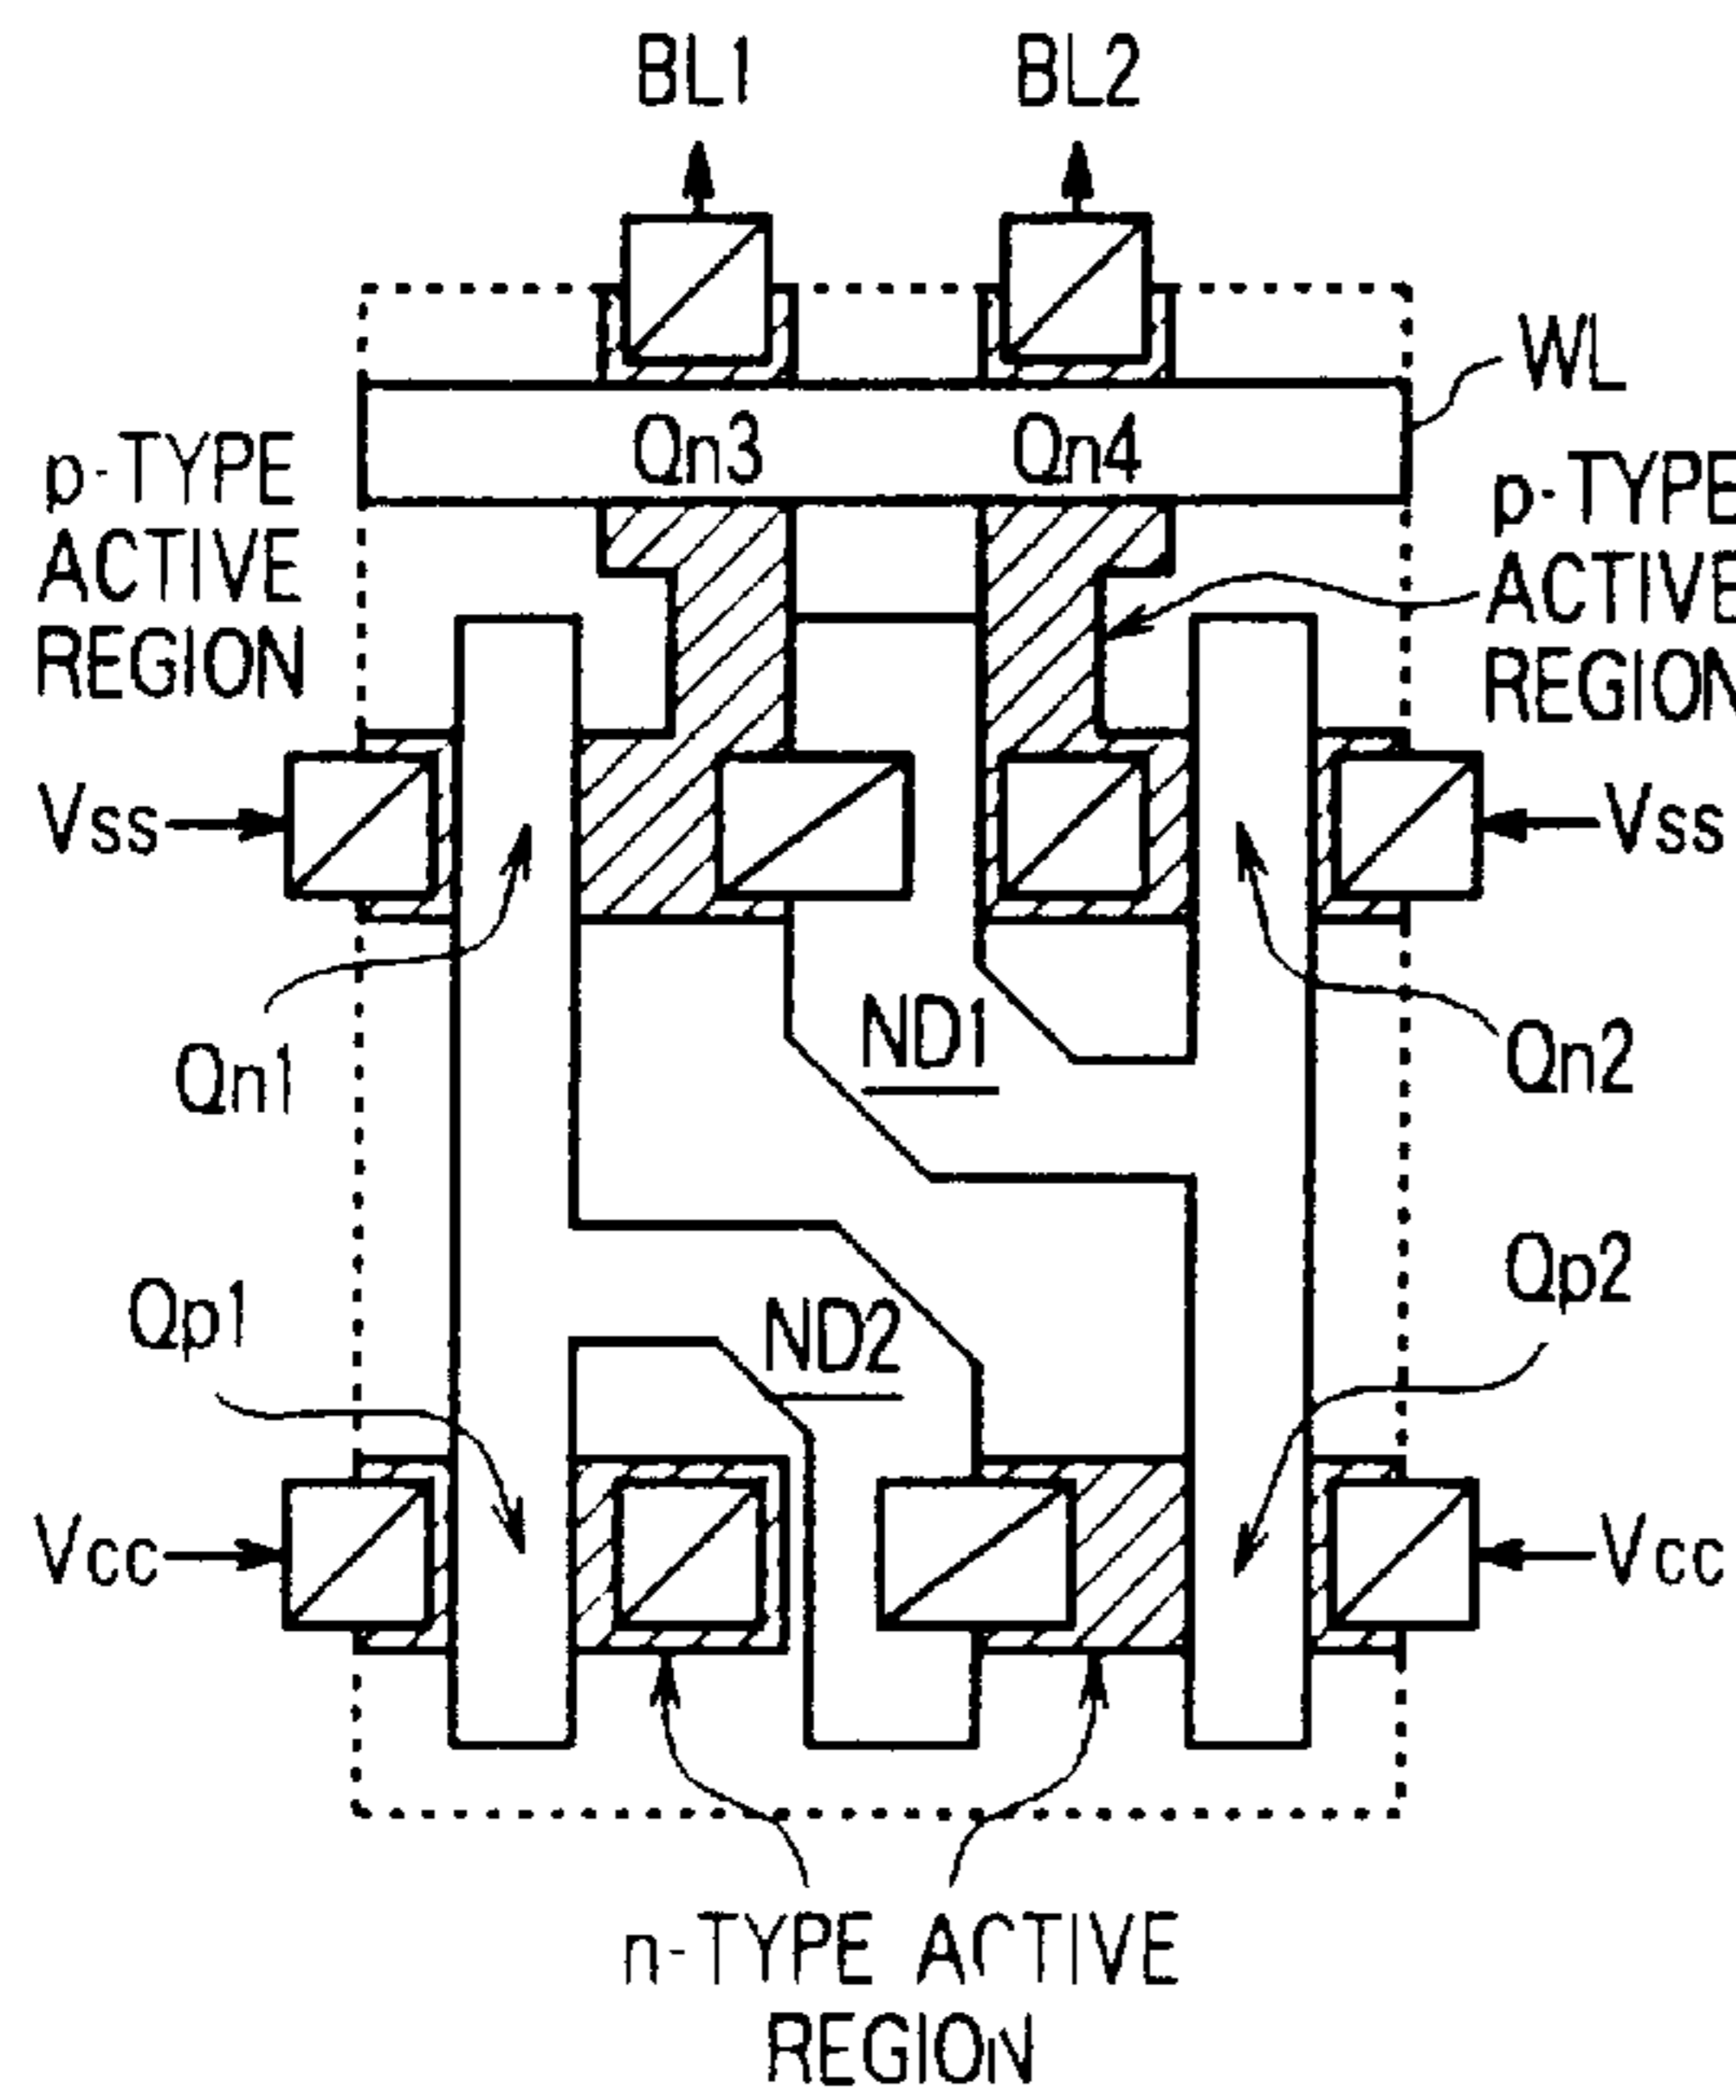 BL1
BL2
WL
Qn3
Qn4
p-TYPE
ACTIVE
REGION
p-TYPE
ACTIVE
REGION
Vss
Vss
ND1
Qn1
Qn2
Qp1
Qp2
ND2
Vcc
Vcc
n-TYPE ACTIVE
REGION